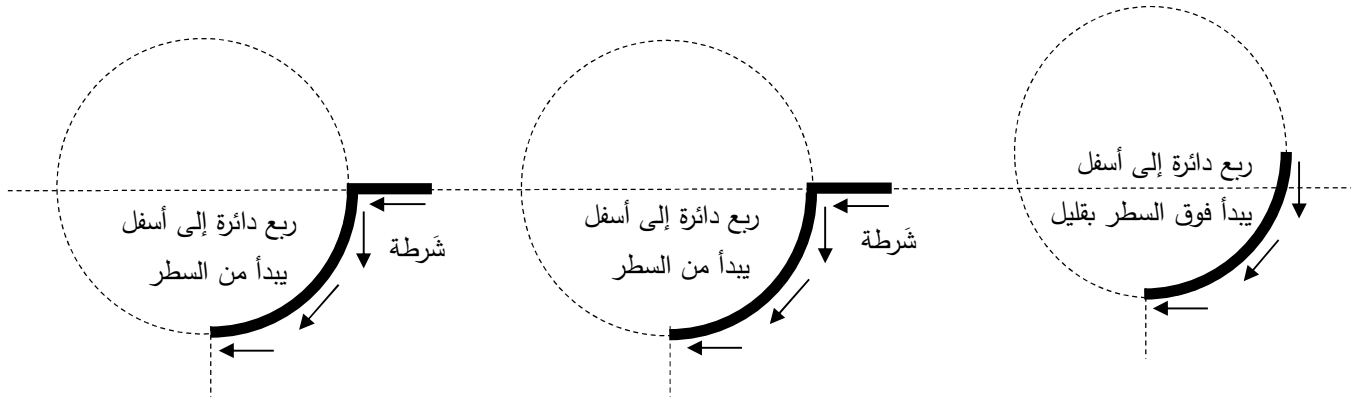 ربع دائرة إلى أسفل
يبدأ فوق السطر بقليل
ربع دائرة إلى أسفل
يبدأ من السطر
شَرطة
ربع دائرة إلى أسفل
يبدأ من السطر
شَرطة